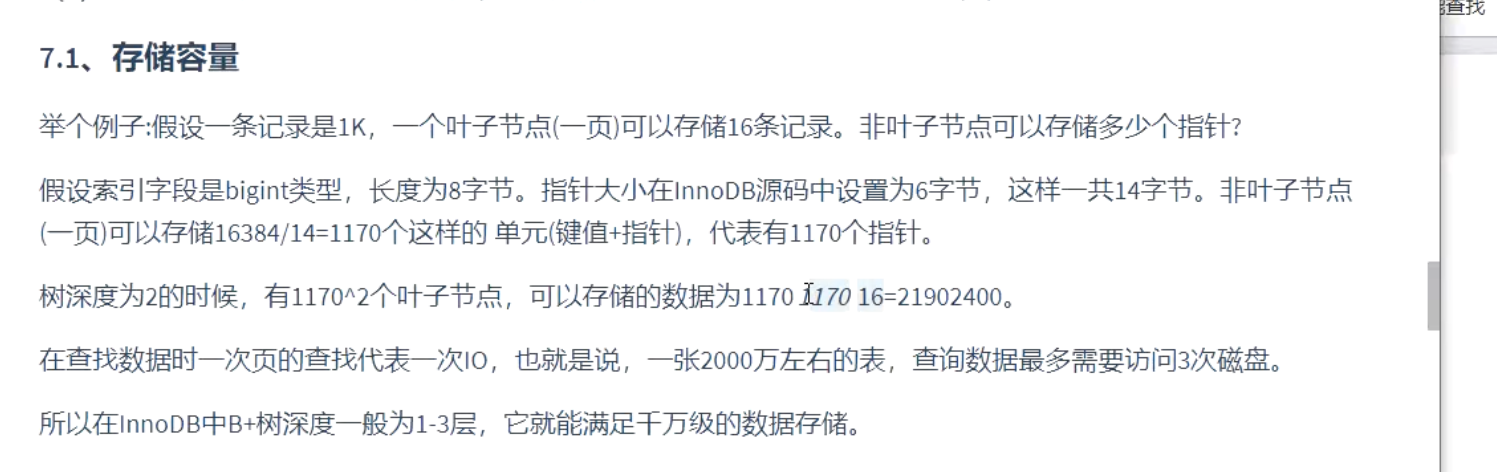 查找
7.1、存储容量
举个例子:假设一条记录是1K，一个叶子节点(一页)可以存储16条记录。非叶子节点可以存储多少个指针?
假设索引字段是bigint类型，长度为8字节。指针大小在InnoDB源码中设置为6字节，这样一共14字节。非叶子节点
(一页)可以存储16384/14=1170个这样的 单元(键值+指针)，代表有1170个指针。
树深度为2的时候，有1170^2个叶子节点，可以存储的数据为1170 1170 16=21902400。
在查找数据时一次页的查找代表一次IO，也就是说，一张2000万左右的表，查询数据最多需要访问3次磁盘。
所以在InnoDB中B+树深度一般为1-3层，它就能满足千万级的数据存储。